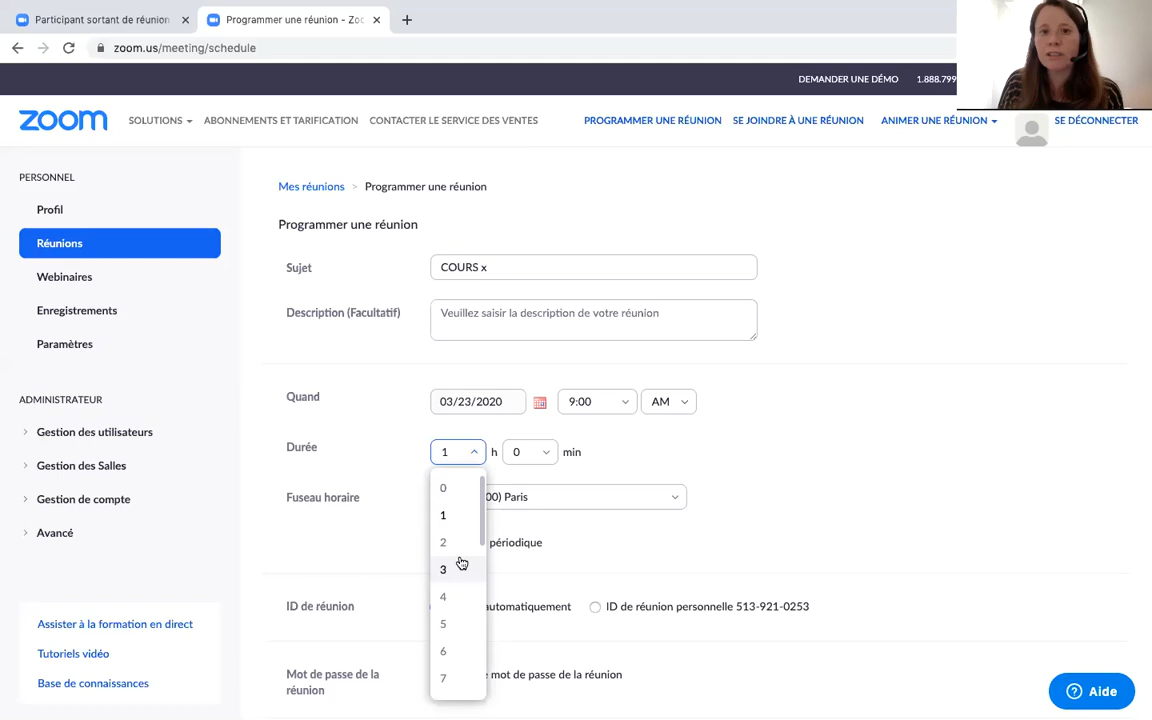 Participant sortant de réunion
Programmer une réunion - Zoo
zoom.us/meeting/schedule
DEMANDER UNE DÉMO 1.888.799
zoom SOLUTIONS ABONNEMENTS ET TARIFICATION CONTACTER LE SERVICE DES VENTES PROGRAMMER UNE RÉUNION SE JOINDRE À UNE RÉUNION ANIMER UNE RÉUNION SE DÉCONNECTER
PERSONNEL
Profil
Réunions
Webinaires
Enregistrements
Paramètres
ADMINISTRATEUR
Gestion des utilisateurs
Gestion des Salles
Gestion de compte
Avancé
Assister à la formation en direct
Tutoriels vidéo
Base de connaissances
Mes réunions > Programmer une réunion
Programmer une réunion
Sujet COURS x
Description (Facultatif) Veuillez saisir la description de votre réunion
Quand 03/23/2020 9:00 AM
Durée 1 h 0 min
0
1
2
3
4
5
6
7
Fuseau horaire 00) Paris
périodique
ID de réunion automatiquement ID de réunion personnelle 513-921-0253
Mot de passe de la
réunion
mot de passe de la réunion
Aide